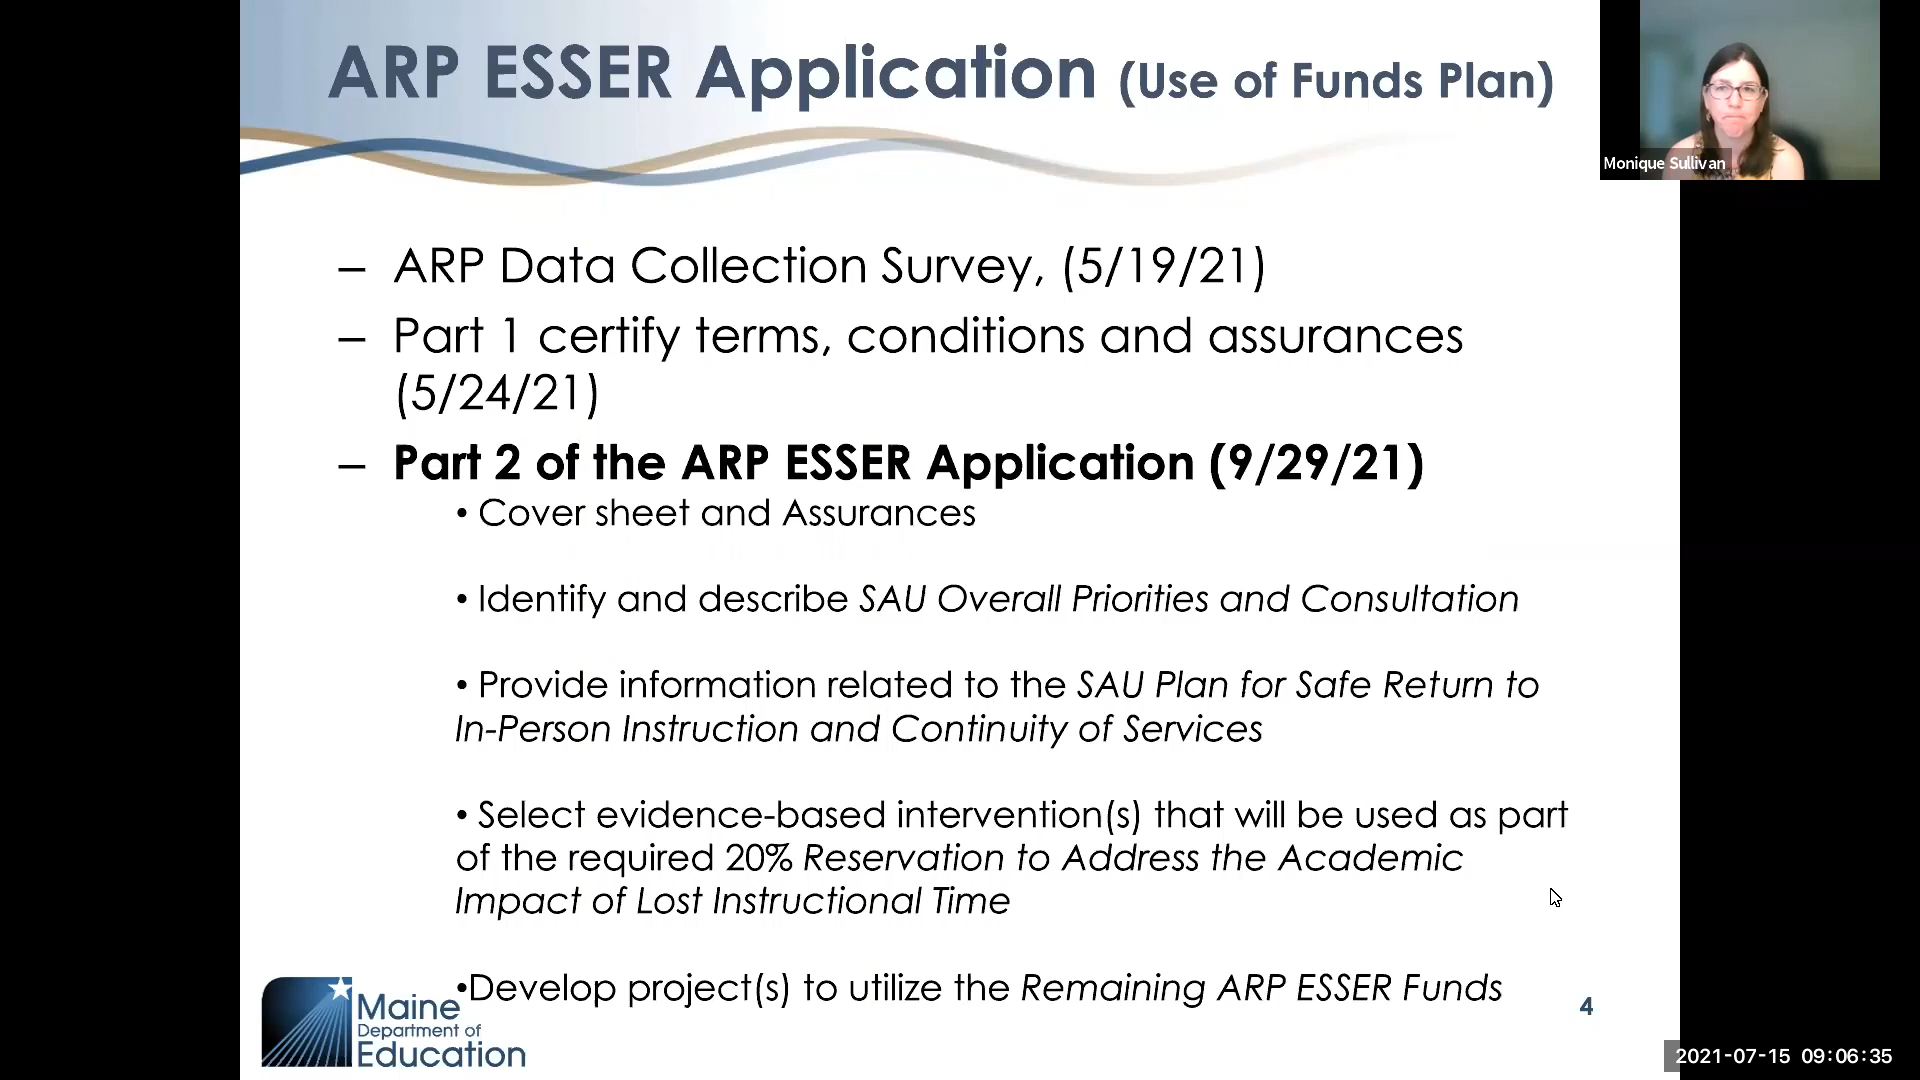 ARP ESSER Application (Use of Funds Plan)
Monique Sullivan
– ARP Data Collection Survey, (5/19/21)
– Part 1 certify terms, conditions and assurances
(5/24/21)
– Part 2 of the ARP ESSER Application (9/29/21)
• Cover sheet and Assurances
• Identify and describe SAU Overall Priorities and Consultation
• Provide information related to the SAU Plan for Safe Return to
In-Person Instruction and Continuity of Services
• Select evidence-based intervention(s) that will be used as part
of the required 20% Reservation to Address the Academic
Impact of Lost Instructional Time
•Develop project(s) to utilize the Remaining ARP ESSER Funds
Maine
Department of
Education
4
2021-07-15 09:06:35